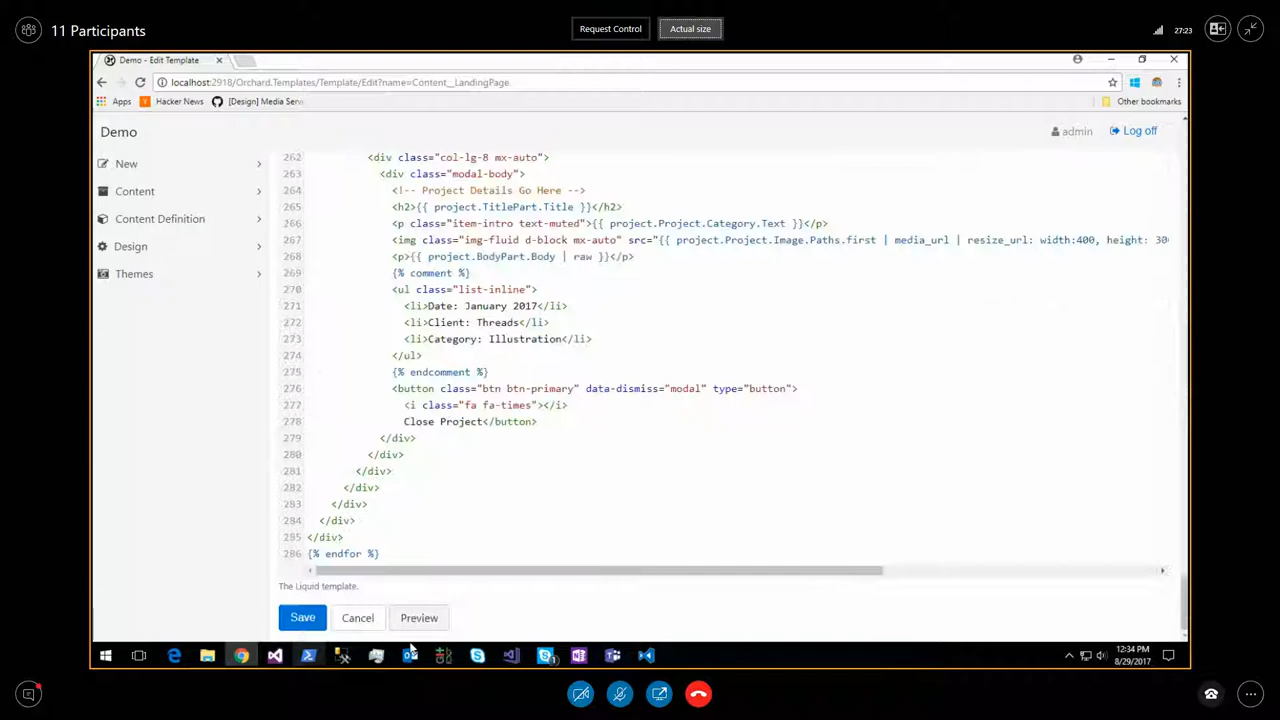 11 Participants
Request Control
Actual size
27:23
Demo - Edit Template
localhost:2918/Orchard.Templates/Template/Edit?name=Content__LandingPage
Apps
Hacker News
[Design] Media Serv
Other bookmarks
Demo
admin
Log off
New
Content
Content Definition
Design
Themes
262 <div class="col-lg-8 mx-auto">
263 <div class="modal-body">
264 <!-- Project Details Go Here -->
265 <h2>{{ project.TitlePart.Title }}</h2>
266 <p class="item-intro text-muted">{{ project.Project.Category.Text }}</p>
267 <img class="img-fluid d-block mx-auto" src="{{ project.Project.Image.Paths.first | media_url | resize_url: width:400, height: 30
268 <p>{{ project.BodyPart.Body | raw }}</p>
269 {% comment %}
270 <ul class="list-inline">
271 <li>Date: January 2017</li>
272 <li>Client: Threads</li>
273 <li>Category: Illustration</li>
274 </ul>
275 {% endcomment %}
276 <button class="btn btn-primary" data-dismiss="modal" type="button">
277 <i class="fa fa-times"></i>
278 Close Project</button>
279 </div>
280 </div>
281 </div>
282 </div>
283 </div>
284 </div>
285 </div>
286 {% endfor %}
The Liquid template.
Save
Cancel
Preview
12:34 PM
8/29/2017